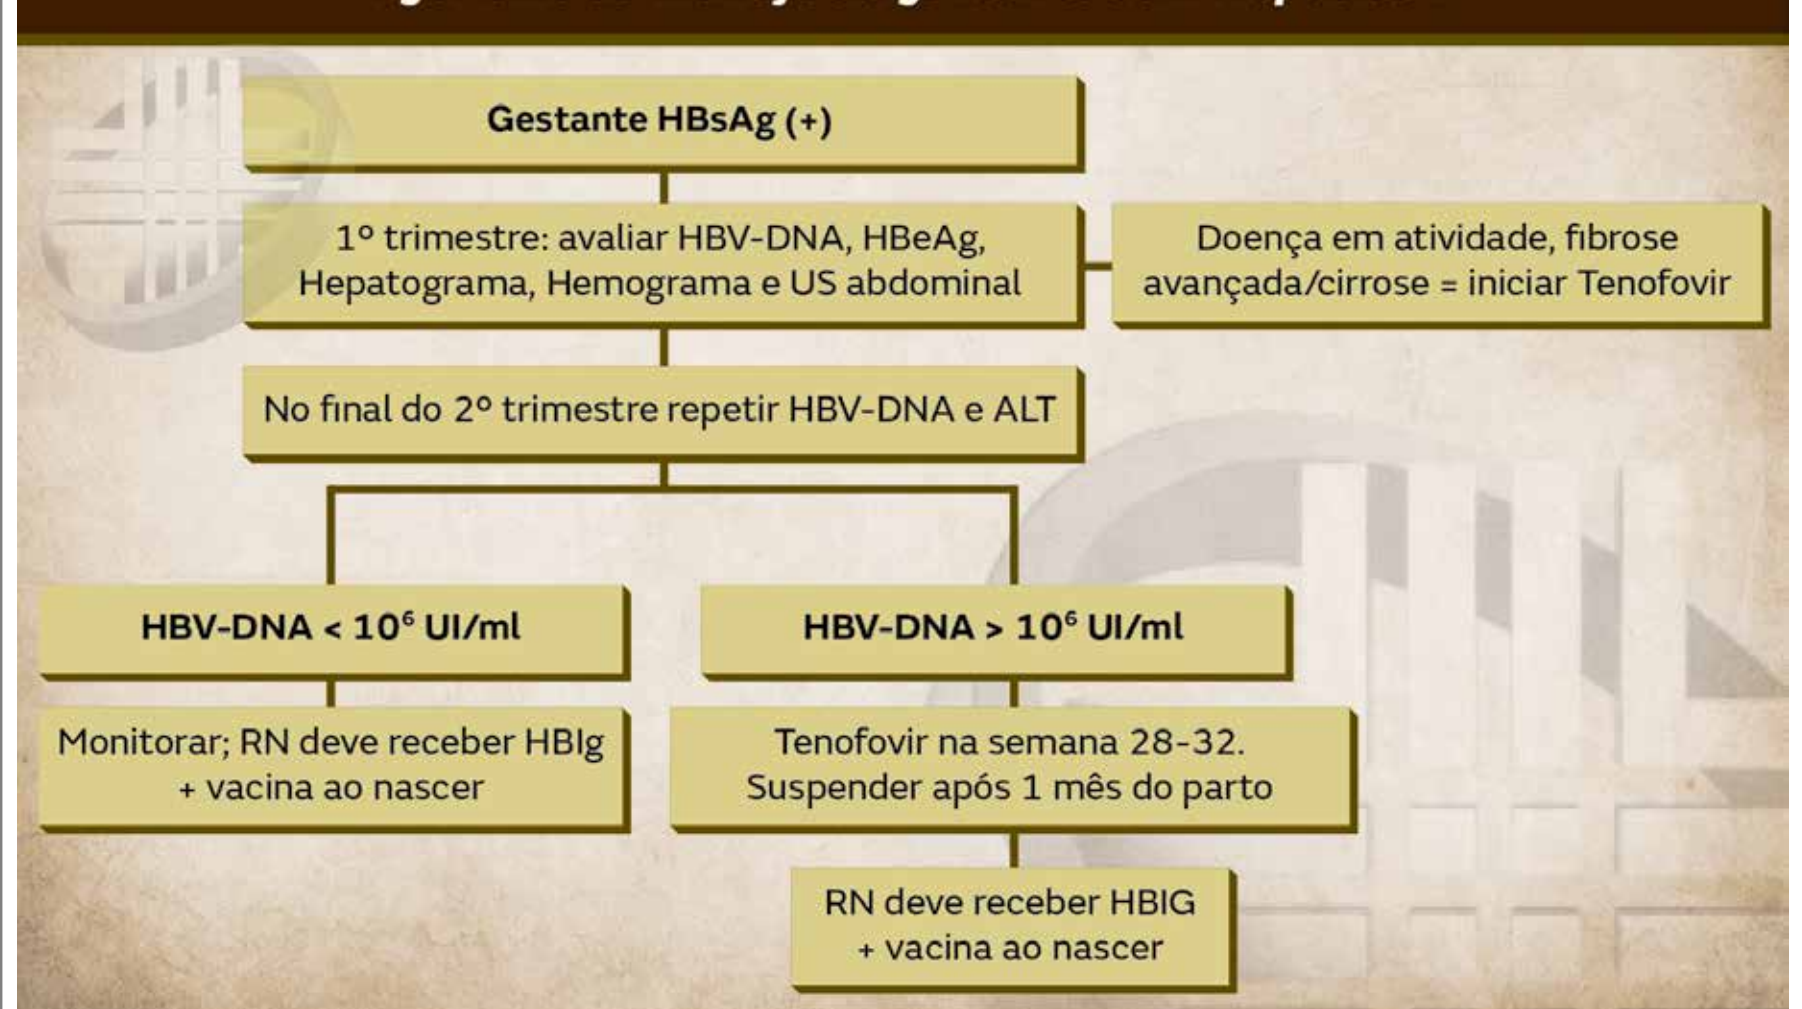 Gestante HBsAg (+)
1º trimestre: avaliar HBV-DNA, HBeAg,
Hepatograma, Hemograma e US abdominal
Doença em atividade, fibrose
avançada/cirrose = iniciar Tenofovir
No final do 2º trimestre repetir HBV-DNA e ALT
HBV-DNA < 10⁶ UI/ml
HBV-DNA > 10⁶ UI/ml
Monitorar; RN deve receber HBIg
+ vacina ao nascer
Tenofovir na semana 28-32.
Suspender após 1 mês do parto
RN deve receber HBIG
+ vacina ao nascer